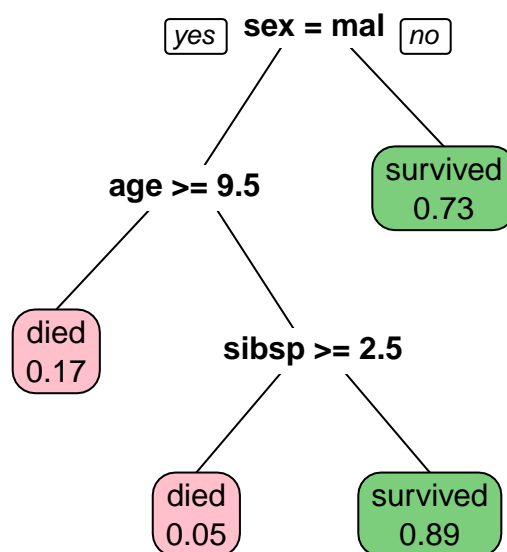 yes sex = mal no
age >= 9.5
survived
0.73
died
0.17
sibsp >= 2.5
died
0.05
survived
0.89